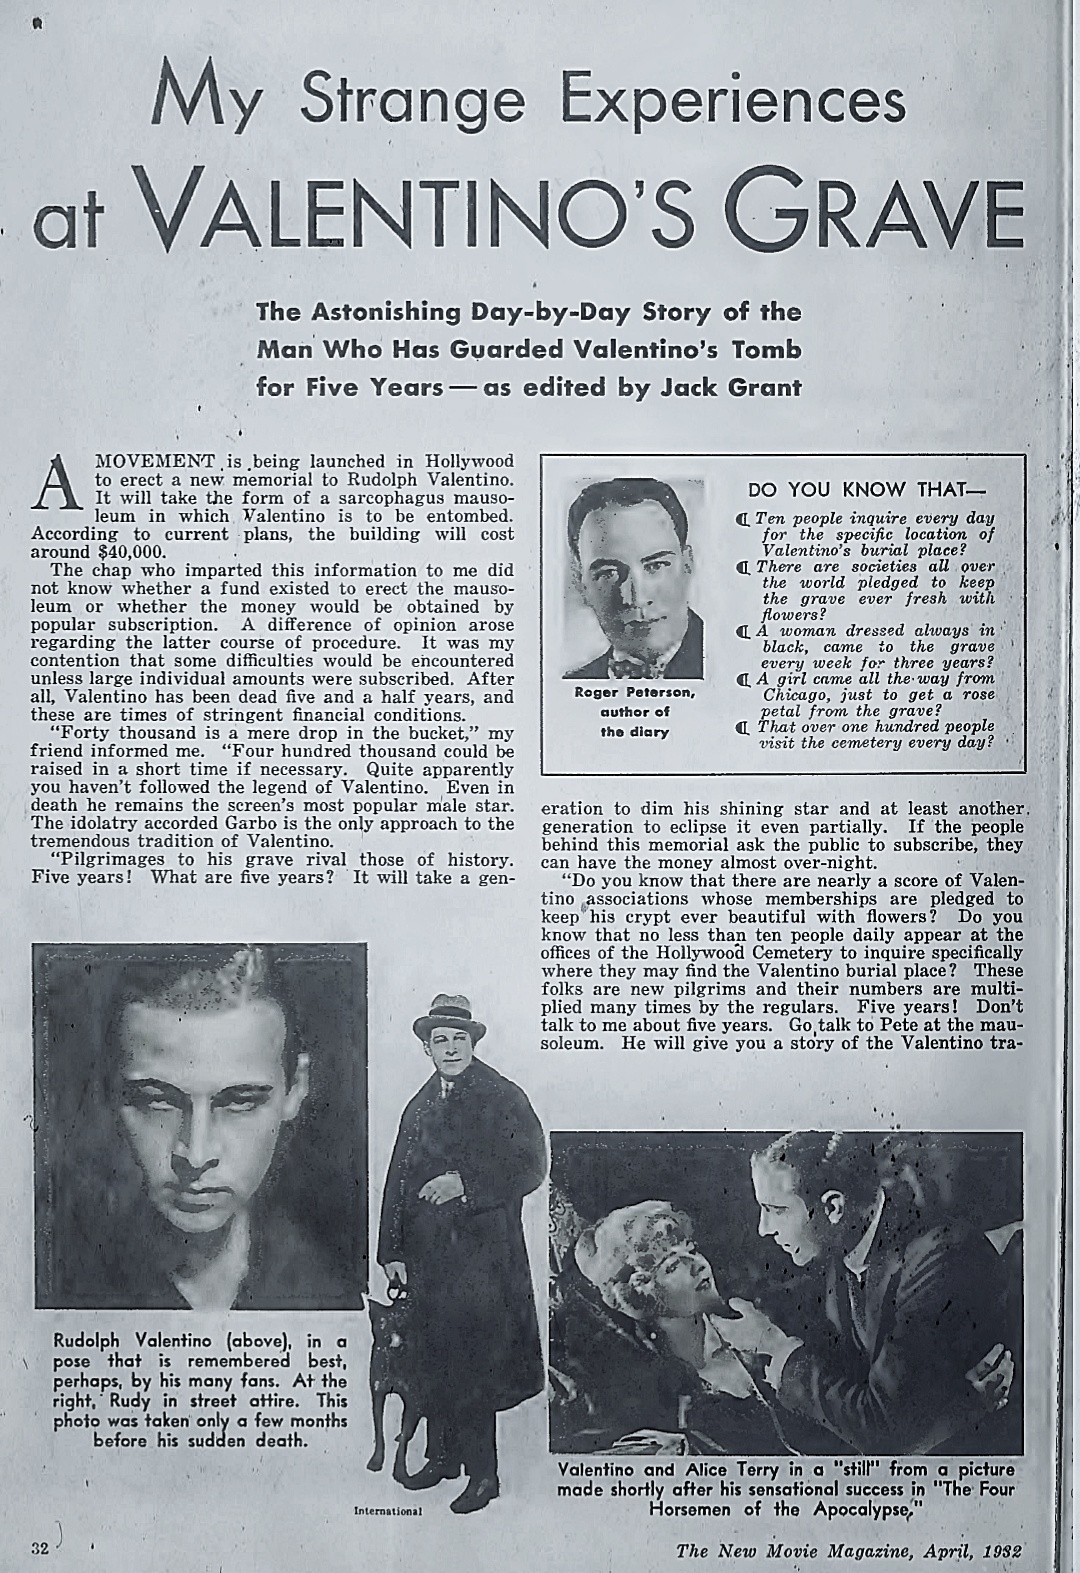 My Strange Experiences
at VALENTINO'S GRAVE
The Astonishing Day-by-Day Story of the
Man Who Has Guarded Valentino's Tomb
for Five Years — as edited by Jack Grant
A MOVEMENT is being launched in Hollywood
to erect a new memorial to Rudolph Valentino.
It will take the form of a sarcophagus mauso-
leum in which Valentino is to be entombed.
According to current plans, the building will cost
around $40,000.
The chap who imparted this information to me did
not know whether a fund existed to erect the mauso-
leum or whether the money would be obtained by
popular subscription. A difference of opinion arose
regarding the latter course of procedure. It was my
contention that some difficulties would be encountered
unless large individual amounts were subscribed. After
all, Valentino has been dead five and a half years, and
these are times of stringent financial conditions.
"Forty thousand is a mere drop in the bucket," my
friend informed me. "Four hundred thousand could be
raised in a short time if necessary. Quite apparently
you haven't followed the legend of Valentino. Even in
death he remains the screen's most popular male star.
The idolatry accorded Garbo is the only approach to the
tremendous tradition of Valentino.
"Pilgrimages to his grave rival those of history.
Five years! What are five years? It will take a gen-
Roger Peterson,
author of
the diary
DO YOU KNOW THAT—
¶ Ten people inquire every day
for the specific location of
Valentino's burial place?
¶ There are societies all over
the world pledged to keep
the grave ever fresh with
flowers?
¶ A woman dressed always in
black, came to the grave
every week for three years?
¶ A girl came all the way from
Chicago, just to get a rose
petal from the grave?
¶ That over one hundred people
visit the cemetery every day?
eration to dim his shining star and at least another
generation to eclipse it even partially. If the people
behind this memorial ask the public to subscribe, they
can have the money almost over-night.
"Do you know that there are nearly a score of Valen-
tino associations whose memberships are pledged to
keep his crypt ever beautiful with flowers? Do you
know that no less than ten people daily appear at the
offices of the Hollywood Cemetery to inquire specifically
where they may find the Valentino burial place? These
folks are new pilgrims and their numbers are multi-
plied many times by the regulars. Five years! Don't
talk to me about five years. Go talk to Pete at the mau-
soleum. He will give you a story of the Valentino tra-
Rudolph Valentino (above), in a
pose that is remembered best,
perhaps, by his many fans. At the
right, Rudy in street attire. This
photo was taken only a few months
before his sudden death.
International
Valentino and Alice Terry in a "still" from a picture
made shortly after his sensational success in "The Four
Horsemen of the Apocalypse."
32
The New Movie Magazine, April, 1932